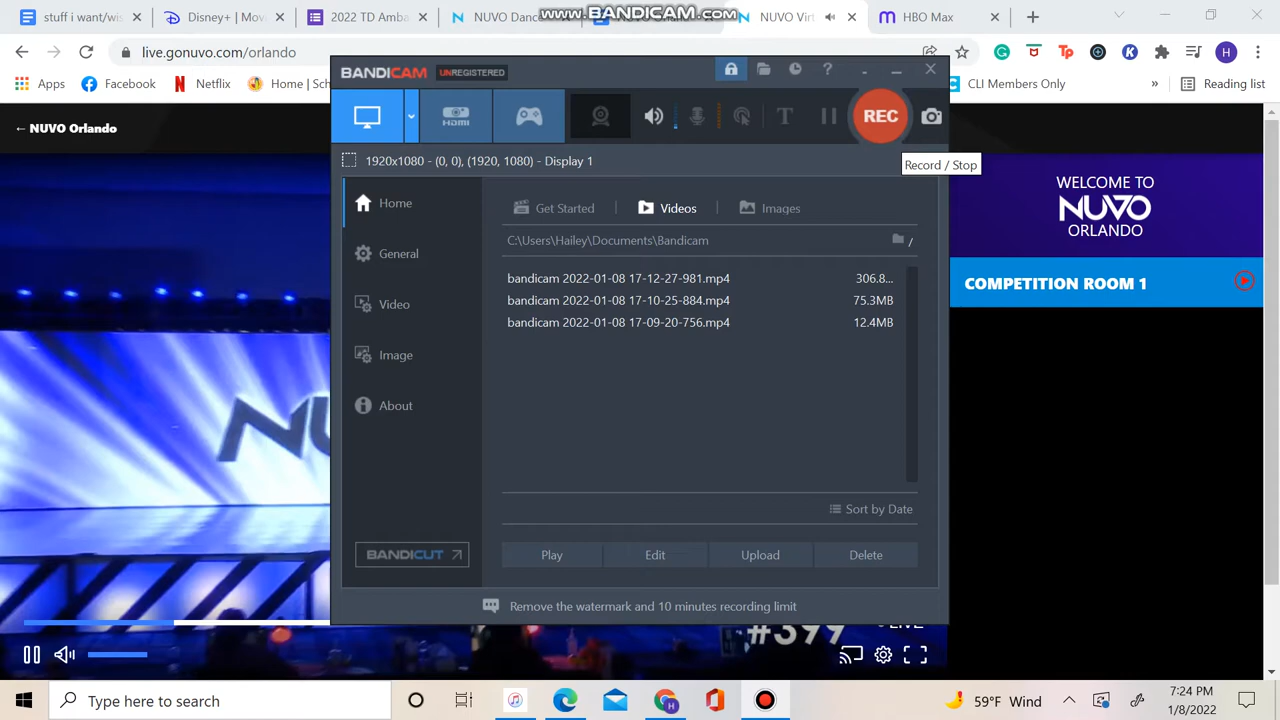 www.BANDICAM.com
stuff i want/wis
Disney+ | Mov
2022 TD Amba
NUVO Danc
NUVO Virt
HBO Max
live.gonuvo.com/orlando
Apps
Facebook
Netflix
Home | Sch
CLI Members Only
»
Reading list
← NUVO Orlando
BANDICAM UNREGISTERED
HDMI
REC
Record / Stop
1920x1080 - (0, 0), (1920, 1080) - Display 1
Home
General
Video
Image
About
BANDICUT
Get Started
Videos
Images
C:\Users\Hailey\Documents\Bandicam
/
bandicam 2022-01-08 17-12-27-981.mp4 306.8...
bandicam 2022-01-08 17-10-25-884.mp4 75.3MB
bandicam 2022-01-08 17-09-20-756.mp4 12.4MB
Sort by Date
Play Edit Upload Delete
Remove the watermark and 10 minutes recording limit
WELCOME TO
NUVO
ORLANDO
COMPETITION ROOM 1
LIVE
#399
Type here to search
59°F Wind
7:24 PM
1/8/2022